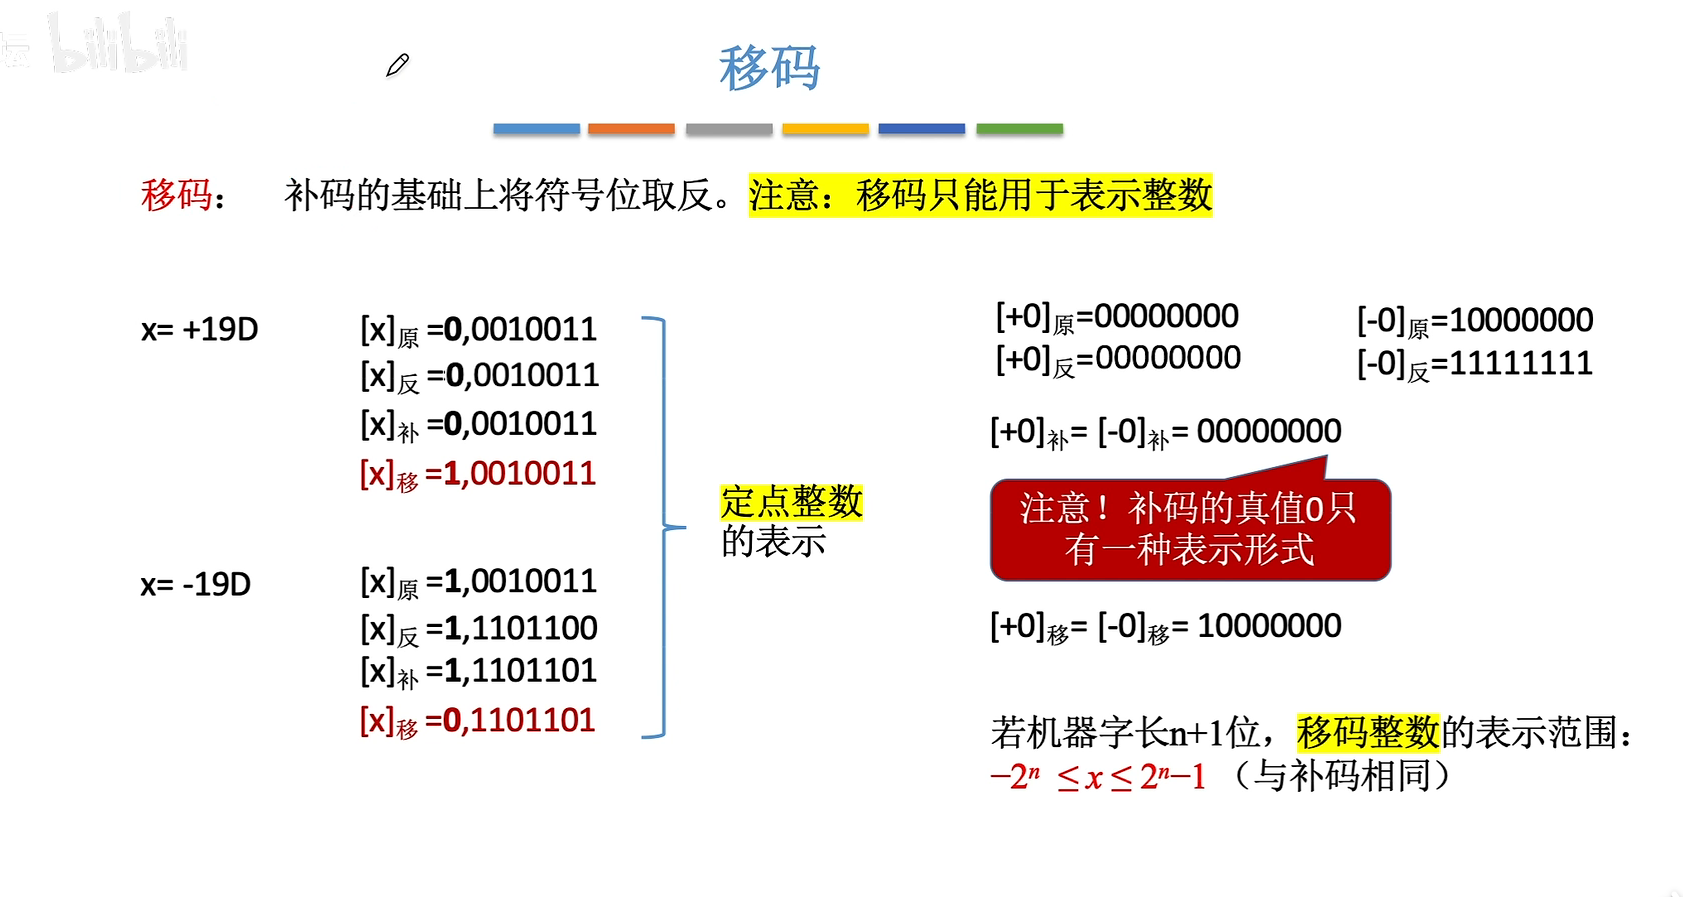 bilibili
移码
移码： 补码的基础上将符号位取反。注意：移码只能用于表示整数
x= +19D
[x]原 =0,0010011
[x]反 =0,0010011
[x]补 =0,0010011
[x]移 =1,0010011
x= -19D
[x]原 =1,0010011
[x]反 =1,1101100
[x]补 =1,1101101
[x]移 =0,1101101
定点整数
的表示
[+0]原=00000000 [-0]原=10000000
[+0]反=00000000 [-0]反=11111111
[+0]补= [-0]补= 00000000
注意！补码的真值0只
有一种表示形式
[+0]移= [-0]移= 10000000
若机器字长n+1位，移码整数的表示范围：
−2ⁿ ≤ x ≤ 2ⁿ−1 （与补码相同）